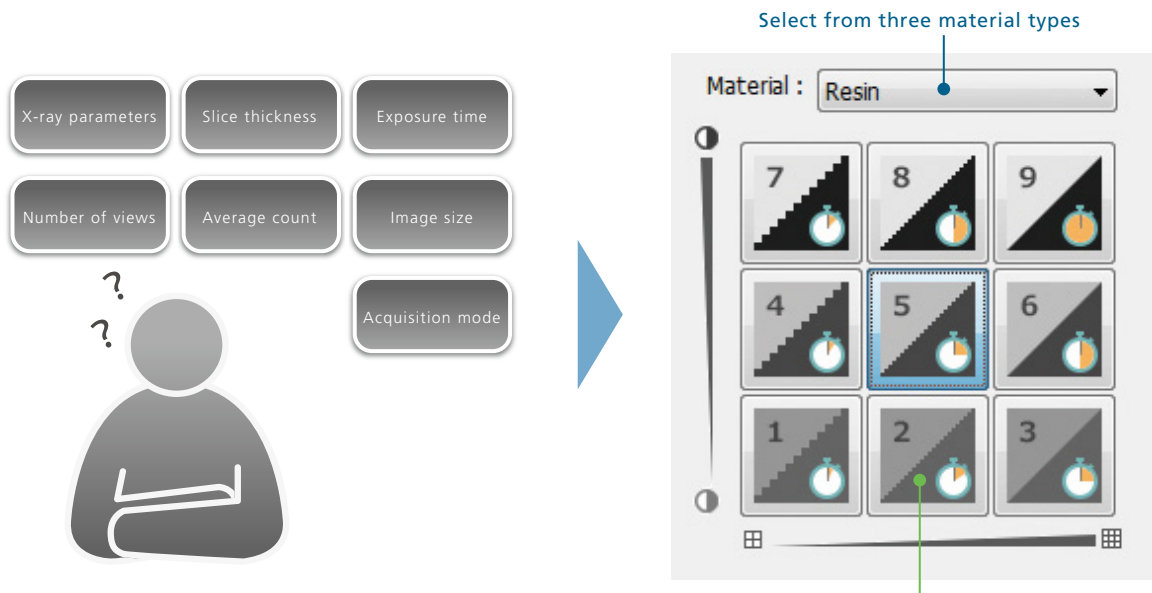 Select from three material types
X-ray parameters
Slice thickness
Exposure time
Number of views
Average count
Image size
Acquisition mode
?
?
Material :
Resin
7
8
9
4
5
6
1
2
3